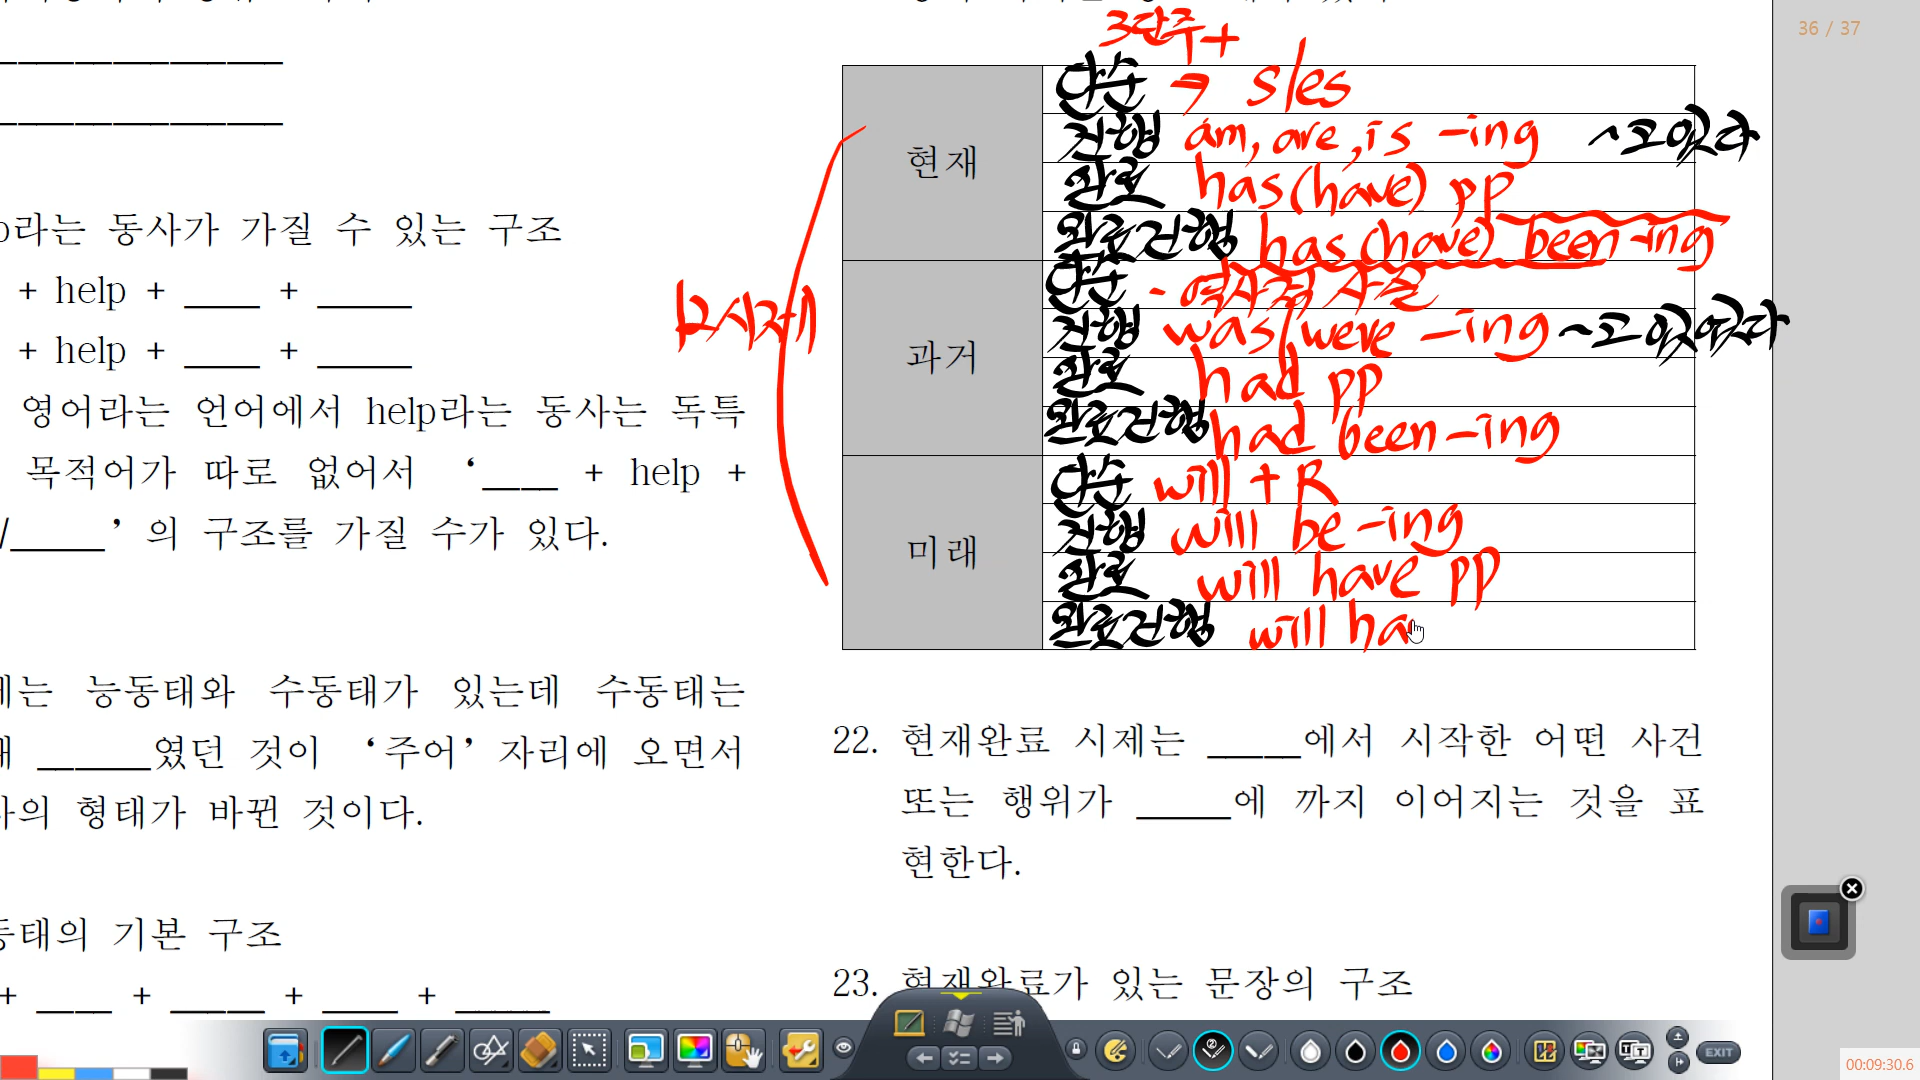 p라는 동사가 가질 수 있는 구조
+ help + ____ + _____
+ help + ____ + _____
영어라는 언어에서 help라는 동사는 독특
목적어가 따로 없어서 ‘____ + help +
/_____’의 구조를 가질 수가 있다.
에는 능동태와 수동태가 있는데 수동태는
______였던 것이 ‘주어’자리에 오면서
사의 형태가 바뀐 것이다.
동태의 기본 구조
+ ____ + _____ + ____ + _____
3단주+
현재
단순 → s/es
진행 am, are, is -ing ~고 있다
완료 has(have) pp
완료진행 has(have) been -ing
12시제
과거
단순 - 역사적 사실
진행 was/were -ing ~고 있었다
완료 had pp
완료진행 had been -ing
미래
단순 will + R
진행 will be -ing
완료 will have pp
완료진행 will ha
22. 현재완료 시제는 _____에서 시작한 어떤 사건
또는 행위가 _____에 까지 이어지는 것을 표
현한다.
23. 현재완료가 있는 문장의 구조
36 / 37
EXIT
00:09:30.6